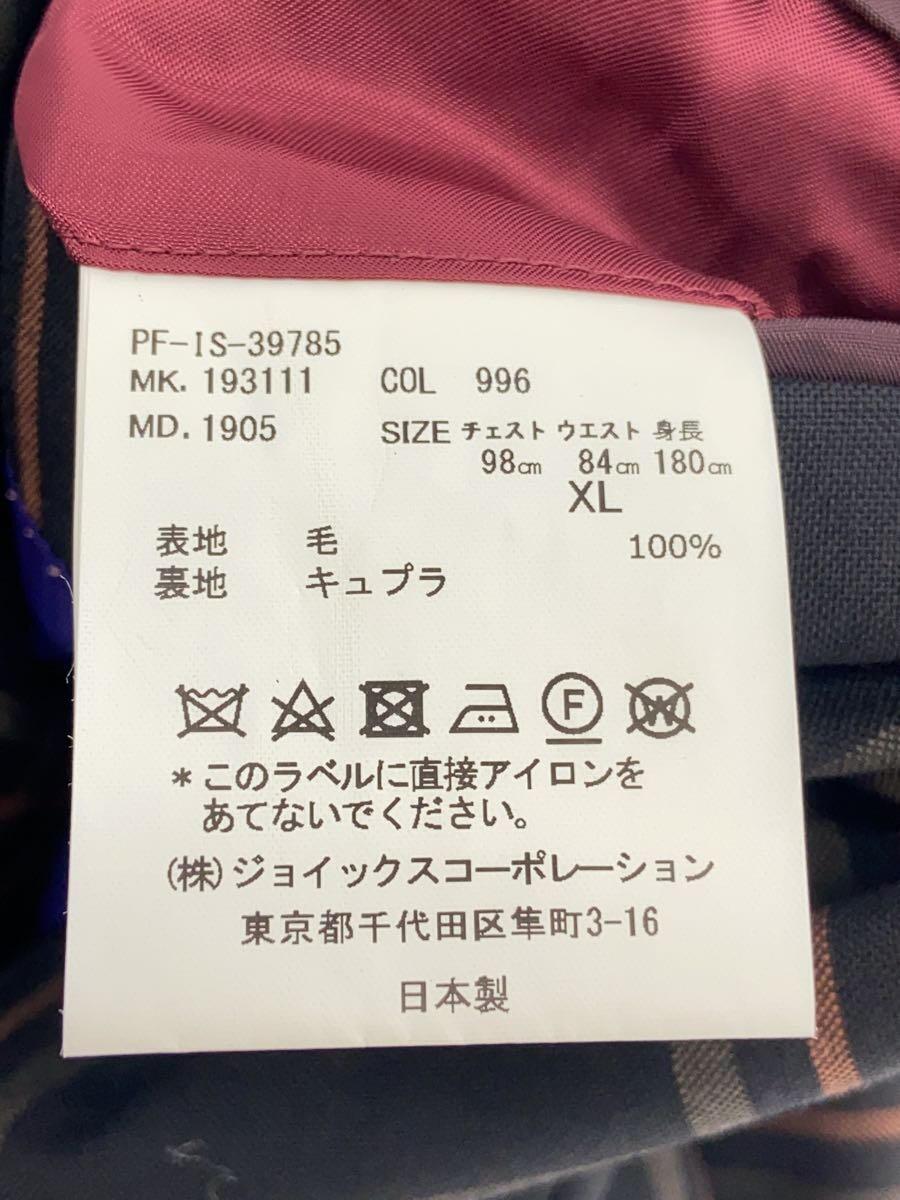 PF-IS-39785
MK. 193111 COL 996
MD. 1905 SIZE チェスト ウエスト 身長
98㎝ 84㎝ 180㎝
XL
表地 毛 100%
裏地 キュプラ
F
W
*このラベルに直接アイロンを
あてないでください。
(株)ジョイックスコーポレーション
東京都千代田区隼町3-16
日本製